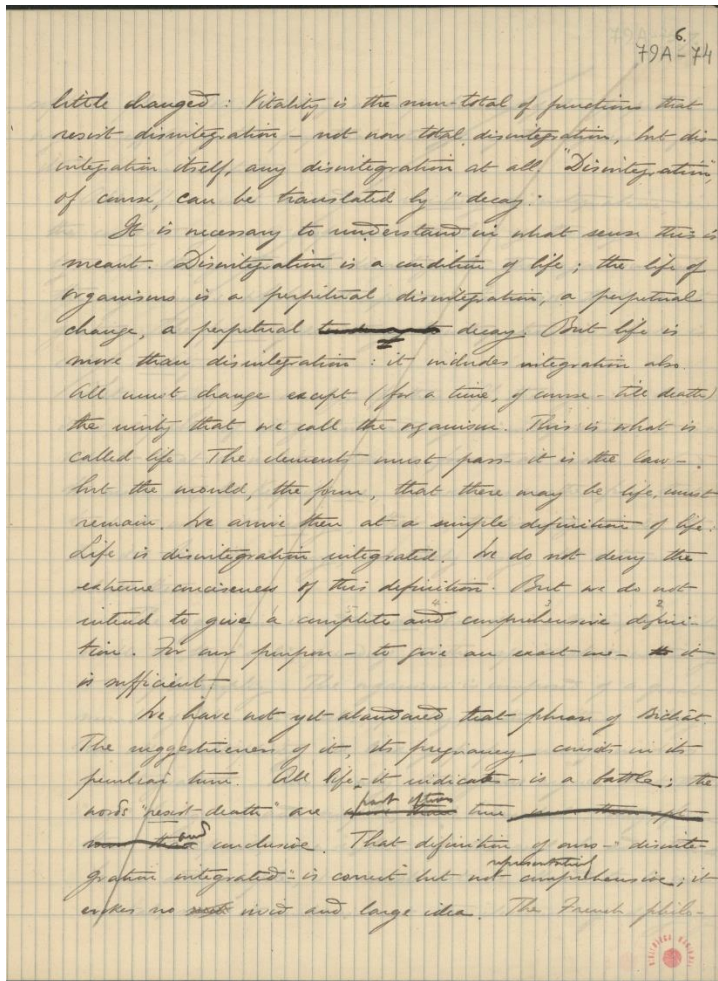 6.
79A-74
little changed: Vitality is the sum-total of functions that
resist disintegration - not now total disintegration, but dis-
integration itself, any disintegration at all. "Disintegration",
of course, can be translated by "decay."
It is necessary to understand in what sense this is
meant. Disintegration is a condition of life; the life of
organisms is a perpetual disintegration, a perpetual
change, a perpetual decay. But life is
more than disintegration: it includes integration also.
All must change except (for a time, of course - till death)
the unity that we call the organism. This is what is
called life. The elements must pass - it is the law -
but the mould, the form, that there may be life, must
remain. We arrive then at a simple definition of life:
Life is disintegration integrated. We do not deny the
extreme conciseness of this definition. But we do not
intend to give a complete and comprehensive defini-
tion. For our purpose - to give an exact one - it
is sufficient.
We have not yet abandoned that phrase of Bichât.
The suggestiveness of it, its pregnancy, consists in its
peculiar turn. All life - it indicates - is a battle; the
words "resist death" are true
and conclusive. That definition of ours - "disinte-
gration integrated" - is correct but not representative comprehensive; it
evokes no vivid and large idea. The French philo-